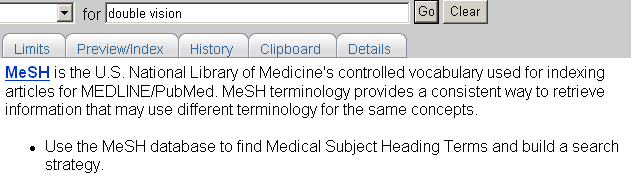 for double vision Go Clear
Limits Preview/Index History Clipboard Details
MeSH is the U.S. National Library of Medicine's controlled vocabulary used for indexing
articles for MEDLINE/PubMed. MeSH terminology provides a consistent way to retrieve
information that may use different terminology for the same concepts.
• Use the MeSH database to find Medical Subject Heading Terms and build a search
strategy.